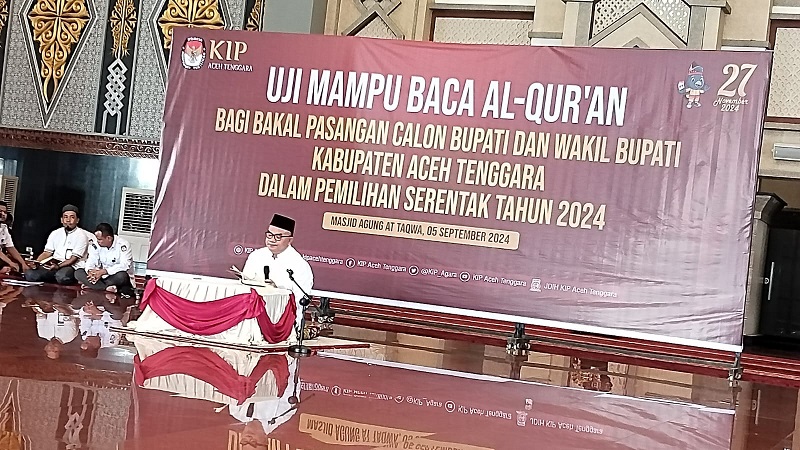 KIP
ACEH TENGGARA
27
November
2024
UJI MAMPU BACA AL-QUR'AN
BAGI BAKAL PASANGAN CALON BUPATI DAN WAKIL BUPATI
KABUPATEN ACEH TENGGARA
DALAM PEMILIHAN SERENTAK TAHUN 2024
MASJID AGUNG AT TAQWA, 05 SEPTEMBER 2024
KIP Aceh Tenggara @KIP_Agara KIP Aceh Tenggara JDIH KIP Aceh Tenggara